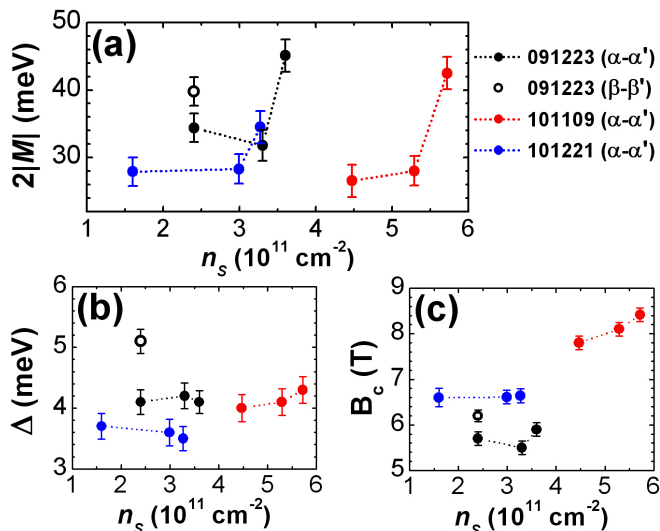 (a)
50
40
30
2|M| (meV)
1 2 3 4 5 6
n_s (10^11 cm^-2)
091223 (α-α')
091223 (β-β')
101109 (α-α')
101221 (α-α')
(b)
6
5
4
3
Δ (meV)
1 2 3 4 5 6
n_s (10^11 cm^-2)
(c)
9
8
7
6
5
B_c (T)
1 2 3 4 5 6
n_s (10^11 cm^-2)